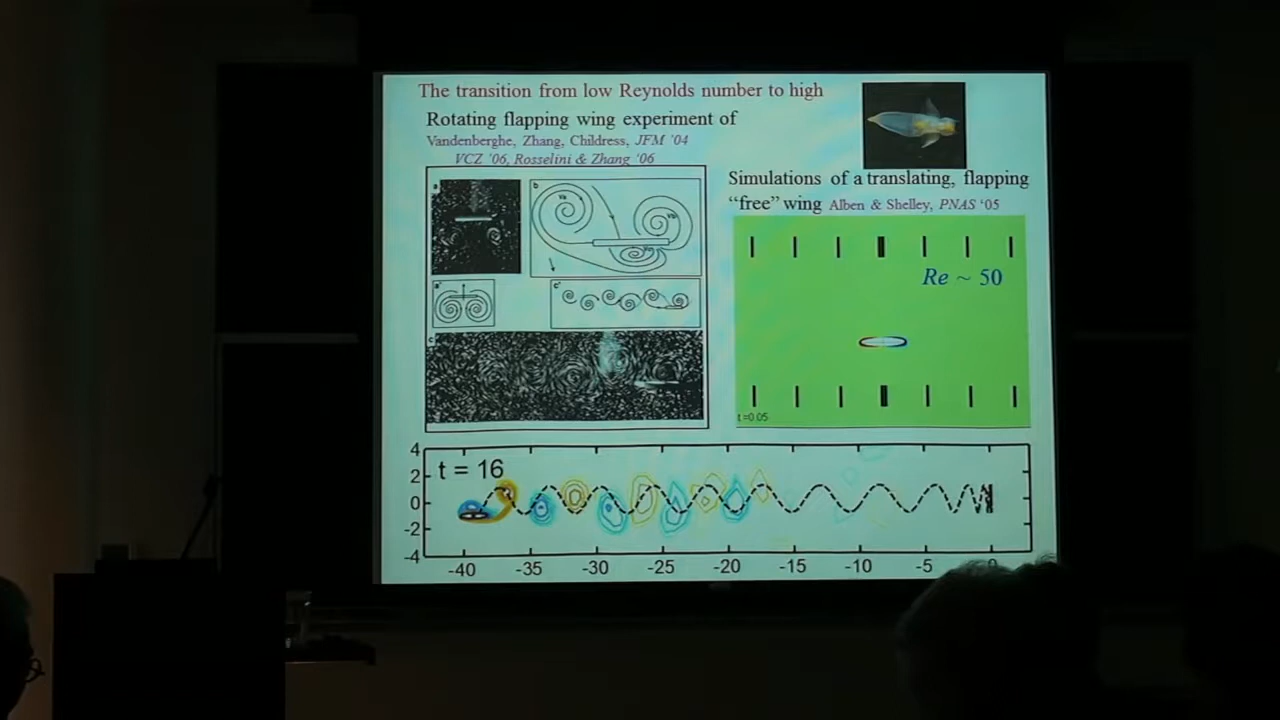 The transition from low Reynolds number to high
Rotating flapping wing experiment of
Vandenberghe, Zhang, Childress, JFM '04
VCZ '06, Rosselini & Zhang '06
Simulations of a translating, flapping
“free” wing Alben & Shelley, PNAS ‘05
a
b
a'
c'
c
Re ~ 50
t=0.05
t = 16
4
2
0
-2
-4
-40 -35 -30 -25 -20 -15 -10 -5 0